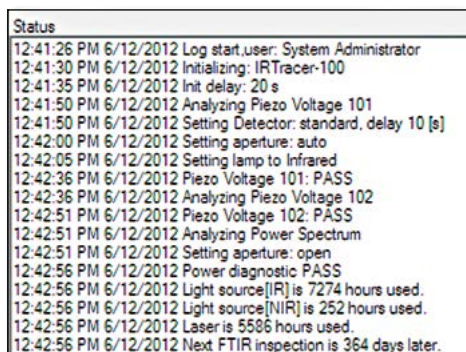 Status
12:41:26 PM 6/12/2012 Log start,user: System Administrator
12:41:30 PM 6/12/2012 Initializing: IRTracer-100
12:41:35 PM 6/12/2012 Init delay: 20 s
12:41:50 PM 6/12/2012 Analyzing Piezo Voltage 101
12:41:50 PM 6/12/2012 Setting Detector: standard, delay 10 [s]
12:42:00 PM 6/12/2012 Setting aperture: auto
12:42:05 PM 6/12/2012 Setting lamp to Infrared
12:42:36 PM 6/12/2012 Piezo Voltage 101: PASS
12:42:36 PM 6/12/2012 Analyzing Piezo Voltage 102
12:42:51 PM 6/12/2012 Piezo Voltage 102: PASS
12:42:51 PM 6/12/2012 Analyzing Power Spectrum
12:42:51 PM 6/12/2012 Setting aperture: open
12:42:56 PM 6/12/2012 Power diagnostic PASS
12:42:56 PM 6/12/2012 Light source[IR] is 7274 hours used.
12:42:56 PM 6/12/2012 Light source[NIR] is 252 hours used.
12:42:56 PM 6/12/2012 Laser is 5586 hours used.
12:42:56 PM 6/12/2012 Next FTIR inspection is 364 days later.